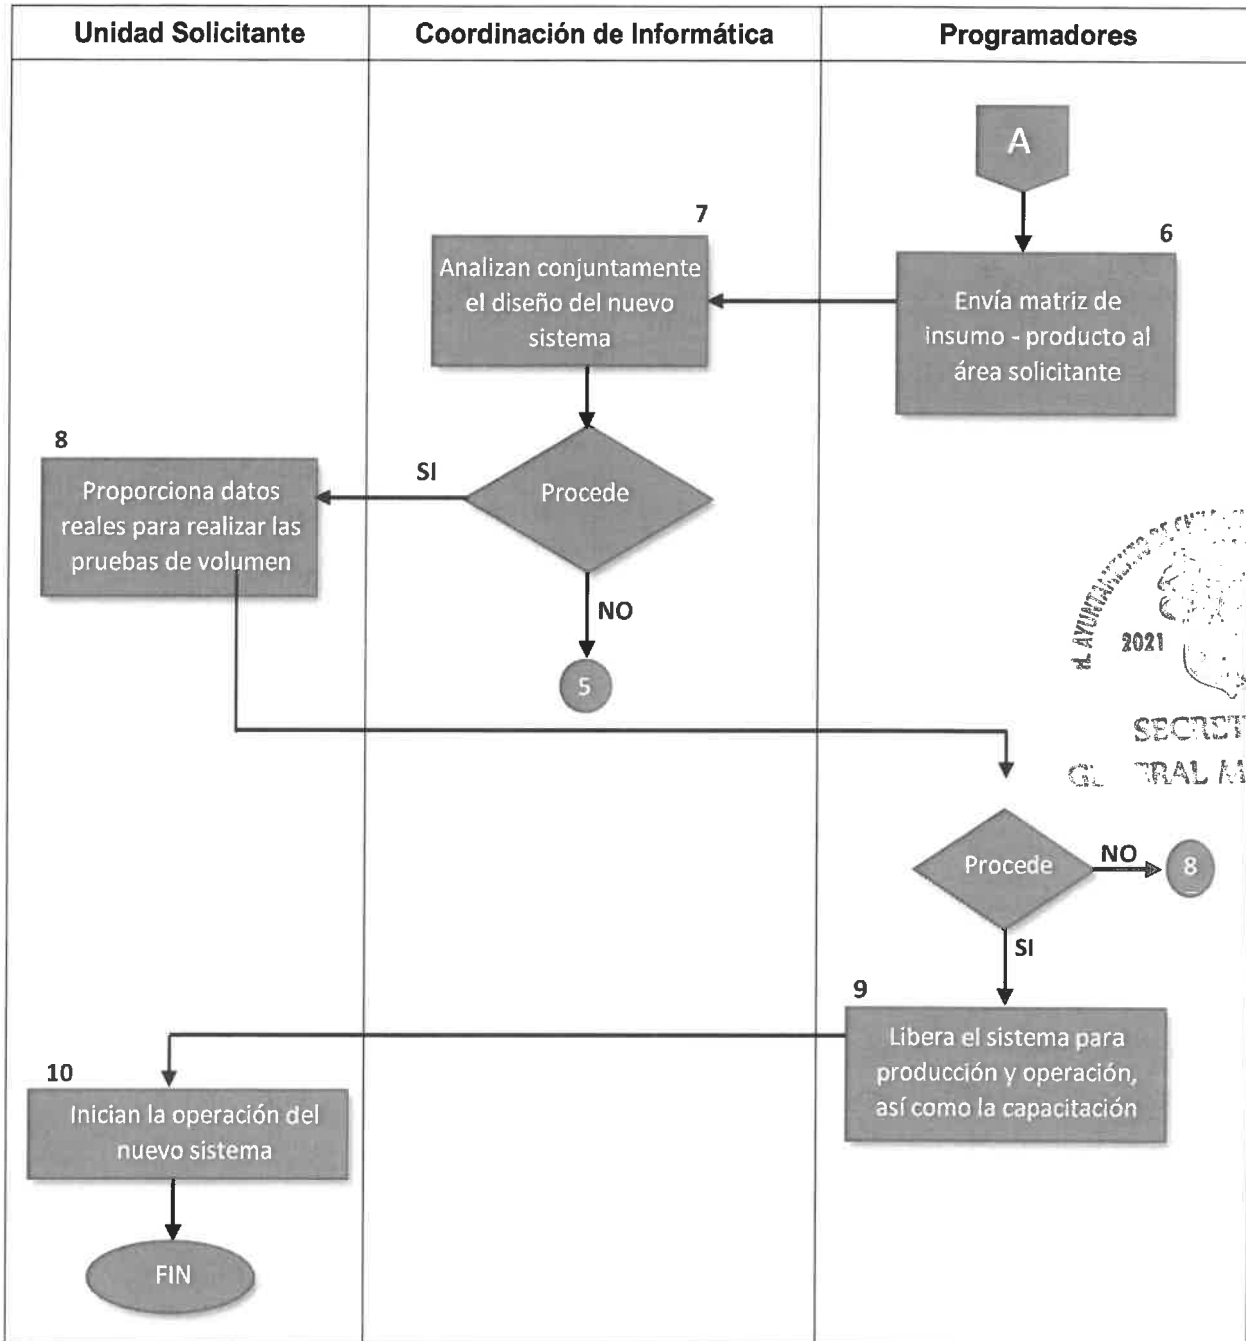 Unidad Solicitante
Coordinación de Informática
Programadores
A
6
Envía matriz de
insumo - producto al
área solicitante
7
Analizan conjuntamente
el diseño del nuevo
sistema
Procede
SI
NO
5
8
Proporciona datos
reales para realizar las
pruebas de volumen
H. AYUNTAMIENTO DE
2021
SECRET
Procede
NO
8
SI
9
Libera el sistema para
producción y operación,
así como la capacitación
10
Inician la operación del
nuevo sistema
FIN